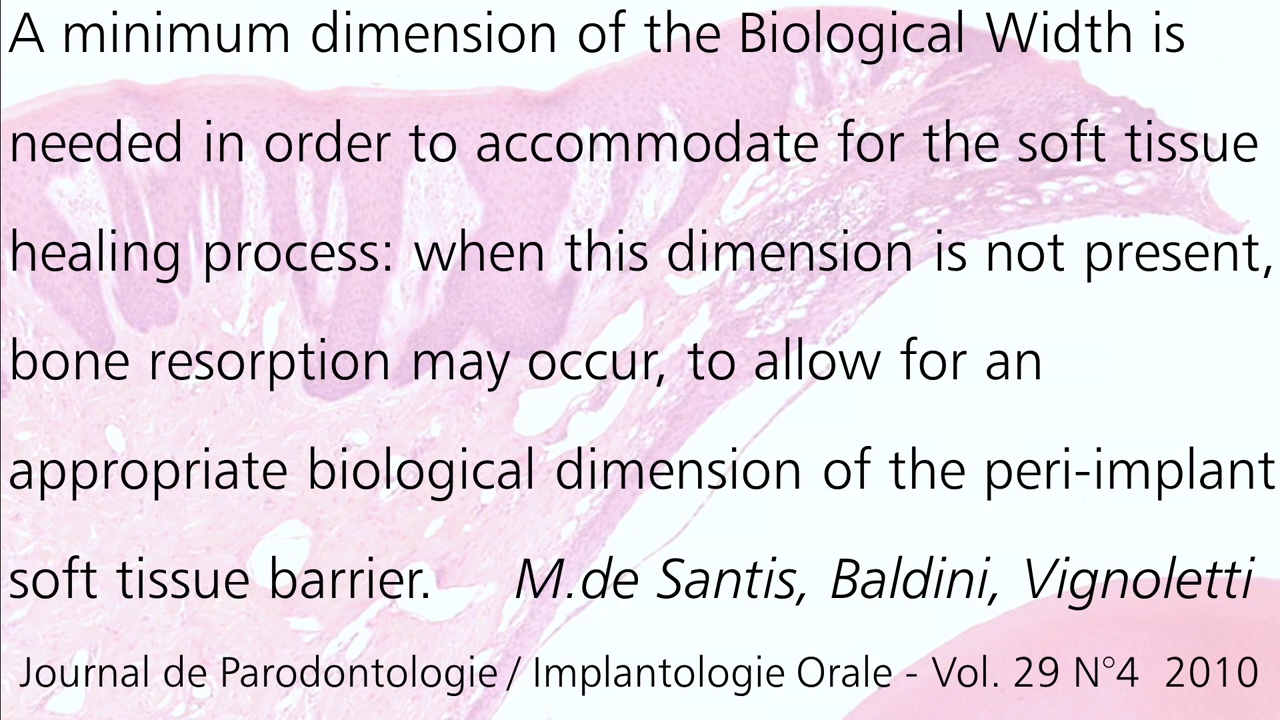 A minimum dimension of the Biological Width is
needed in order to accommodate for the soft tissue
healing process: when this dimension is not present,
bone resorption may occur, to allow for an
appropriate biological dimension of the peri-implant
soft tissue barrier. M.de Santis, Baldini, Vignoletti
Journal de Parodontologie / Implantologie Orale - Vol. 29 N°4 2010